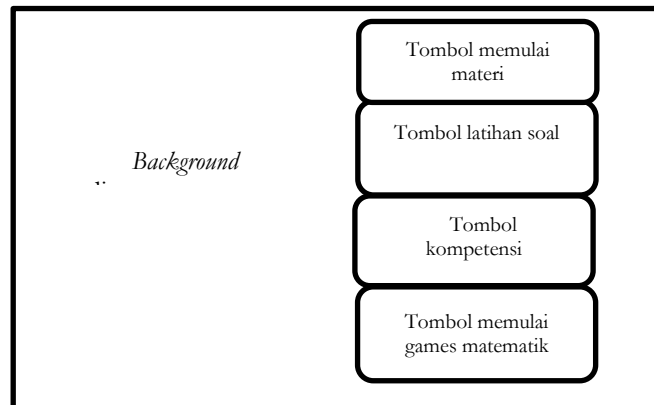 Tombol memulai
materi
Tombol latihan soal
Background
Tombol
kompetensi
Tombol memulai
games matematik